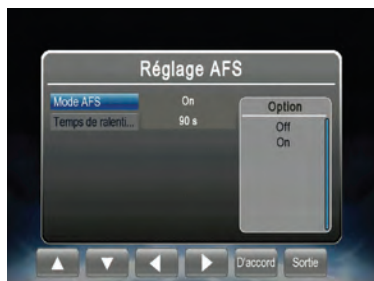 Réglage AFS
Mode AFS On
Temps de ralenti... 90 s
Option
Off
On
D'accord Sortie